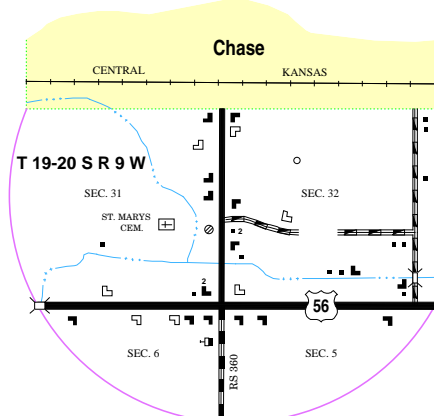 Chase
CENTRAL KANSAS
T 19-20 S R 9 W
SEC. 31
SEC. 32
ST. MARYS
CEM.
2
2
56
SEC. 6
SEC. 5
RS 360